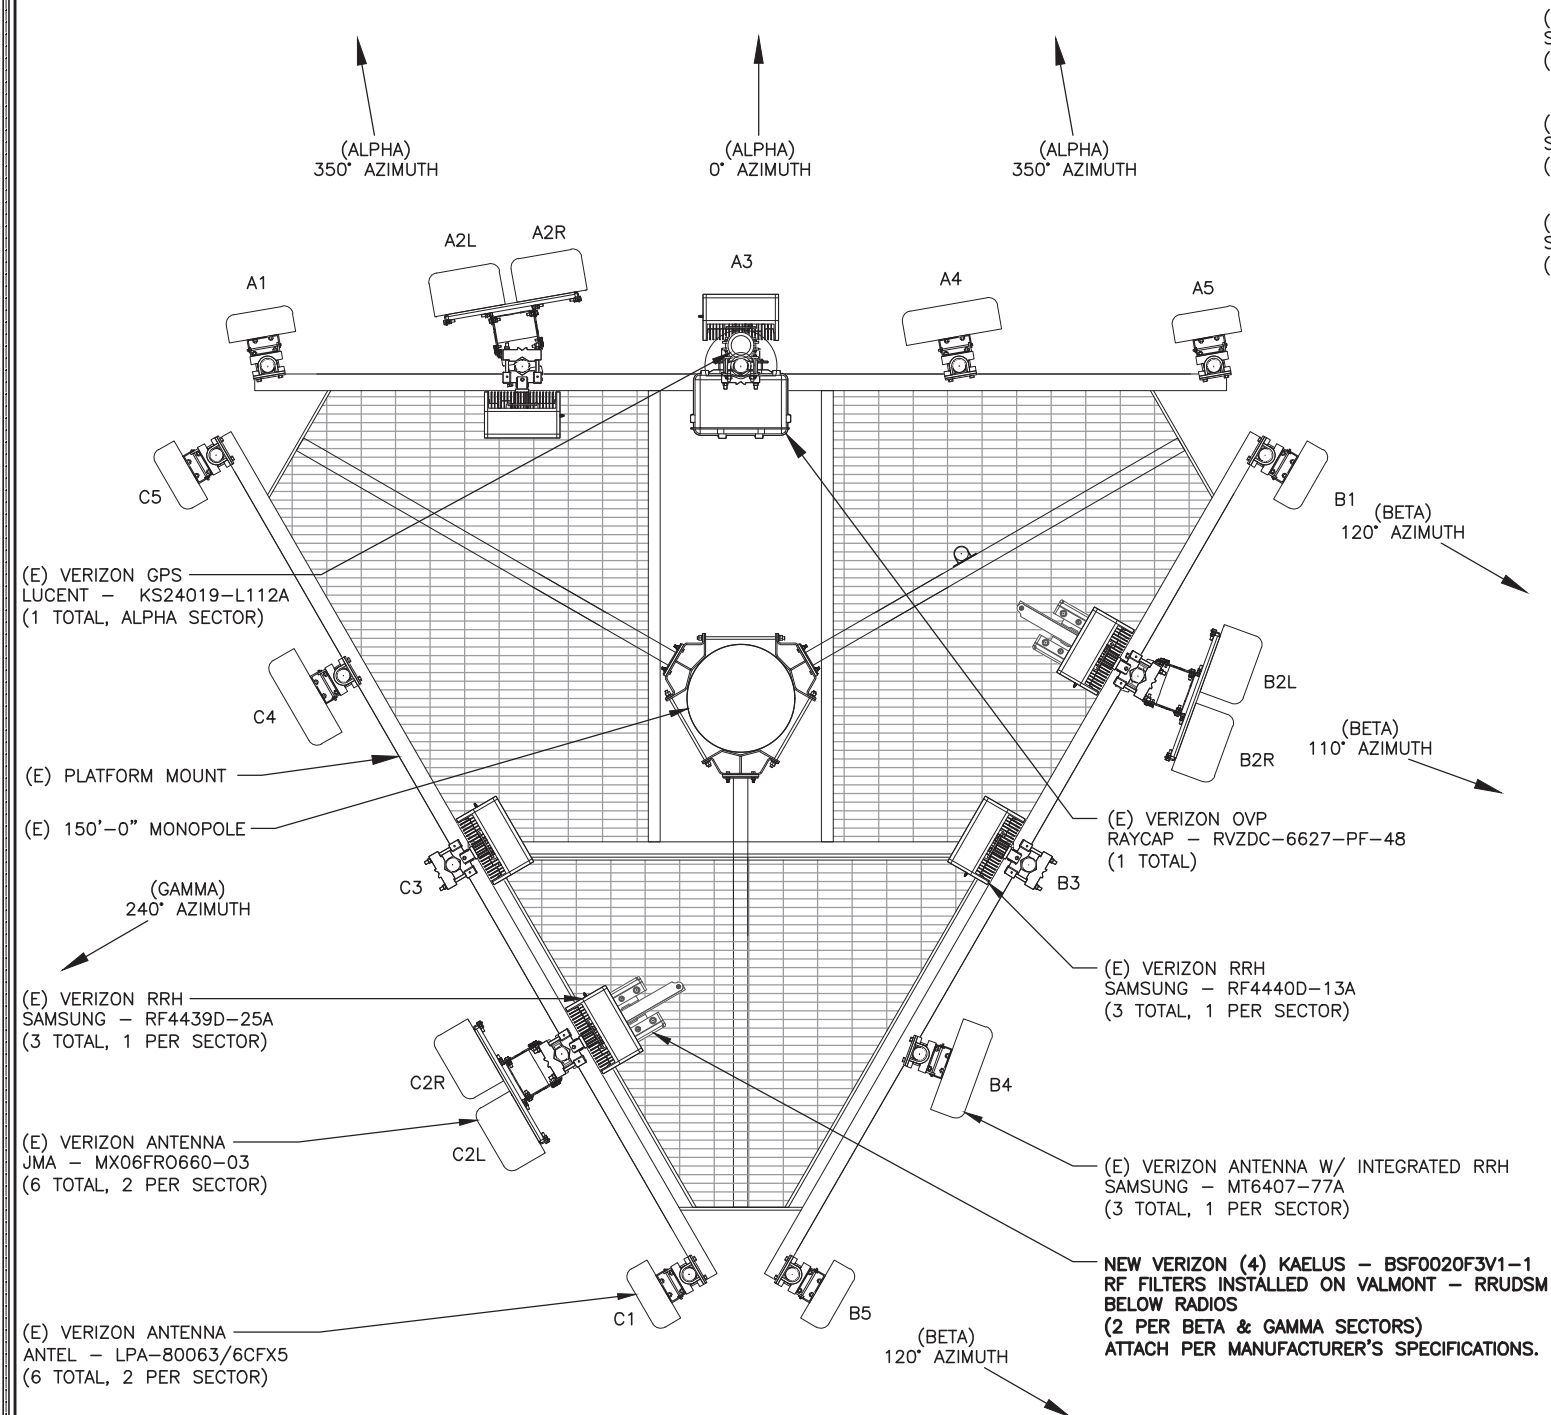 (ALPHA)
350° AZIMUTH
(ALPHA)
0° AZIMUTH
(ALPHA)
350° AZIMUTH
A1
A2L
A2R
A3
A4
A5
C5
B1
(BETA)
120° AZIMUTH
(E) VERIZON GPS
LUCENT – KS24019–L112A
(1 TOTAL, ALPHA SECTOR)
C4
B2L
B2R
(BETA)
110° AZIMUTH
(E) PLATFORM MOUNT
(E) 150'–0" MONOPOLE
(E) VERIZON OVP
RAYCAP – RVZDC–6627–PF–48
(1 TOTAL)
C3
B3
(GAMMA)
240° AZIMUTH
(E) VERIZON RRH
SAMSUNG – RF4439D–25A
(3 TOTAL, 1 PER SECTOR)
(E) VERIZON RRH
SAMSUNG – RF4440D–13A
(3 TOTAL, 1 PER SECTOR)
C2R
C2L
B4
(E) VERIZON ANTENNA
JMA – MX06FRO660–03
(6 TOTAL, 2 PER SECTOR)
(E) VERIZON ANTENNA W/ INTEGRATED RRH
SAMSUNG – MT6407–77A
(3 TOTAL, 1 PER SECTOR)
NEW VERIZON (4) KAELUS – BSF0020F3V1–1
RF FILTERS INSTALLED ON VALMONT – RRUDSM
BELOW RADIOS
(2 PER BETA & GAMMA SECTORS)
ATTACH PER MANUFACTURER'S SPECIFICATIONS.
C1
B5
(E) VERIZON ANTENNA
ANTEL – LPA–80063/6CFX5
(6 TOTAL, 2 PER SECTOR)
(BETA)
120° AZIMUTH